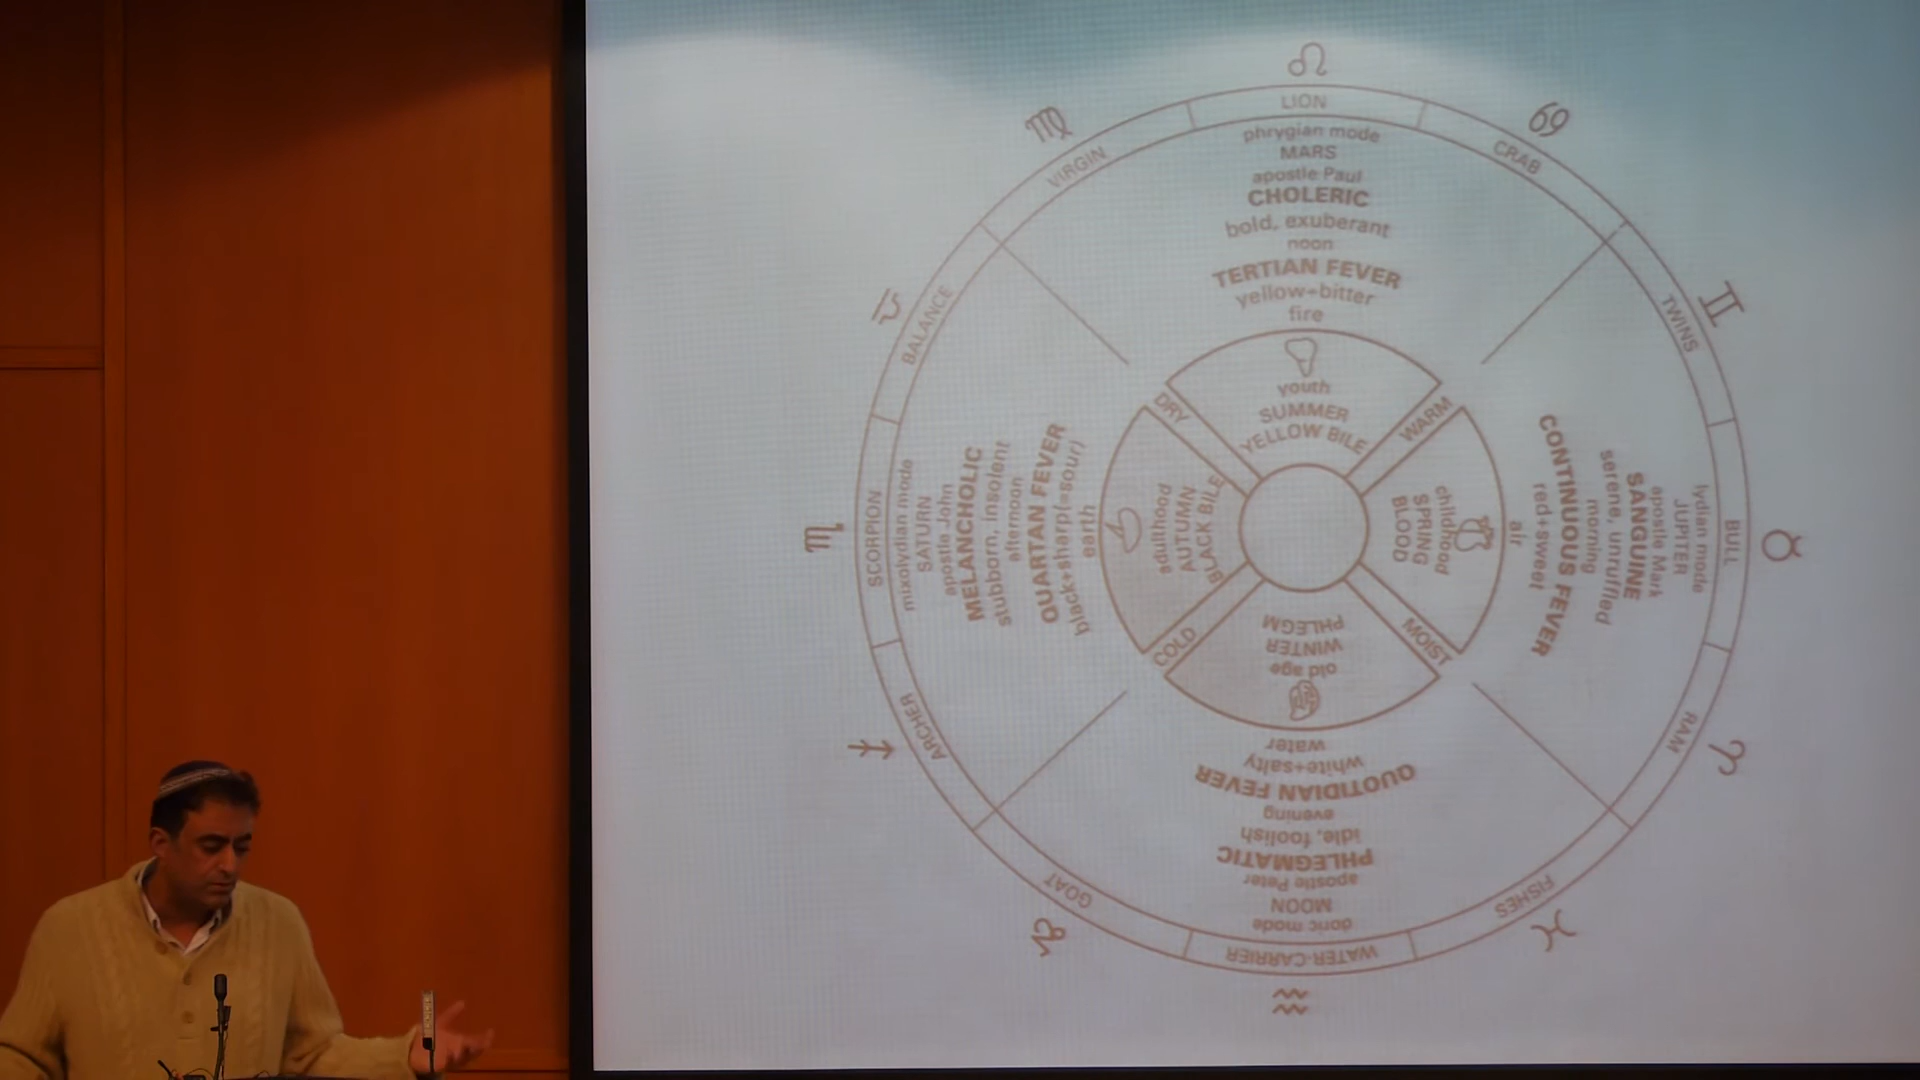 LION
phrygian mode
MARS
apostle Paul
CHOLERIC
bold, exuberant
noon
TERTIAN FEVER
yellow+bitter
fire
youth
SUMMER
YELLOW BILE
CRAB
TWINS
BULL
lydian mode
JUPITER
apostle Mark
SANGUINE
serene, unruffled
morning
CONTINUOUS FEVER
red+sweet
air
childhood
SPRING
BLOOD
RAM
FISHES
WATER-CARRIER
doric mode
MOON
apostle Peter
PHLEGMATIC
idle, foolish
evening
QUOTIDIAN FEVER
white+salty
water
old age
WINTER
PHLEGM
GOAT
ARCHER
SCORPION
mixolydian mode
SATURN
apostle John
MELANCHOLIC
stubborn, insolent
afternoon
QUARTAN FEVER
black+sharp(=sour)
earth
adulthood
AUTUMN
BLACK BILE
BALANCE
VIRGIN
DRY
WARM
MOIST
COLD